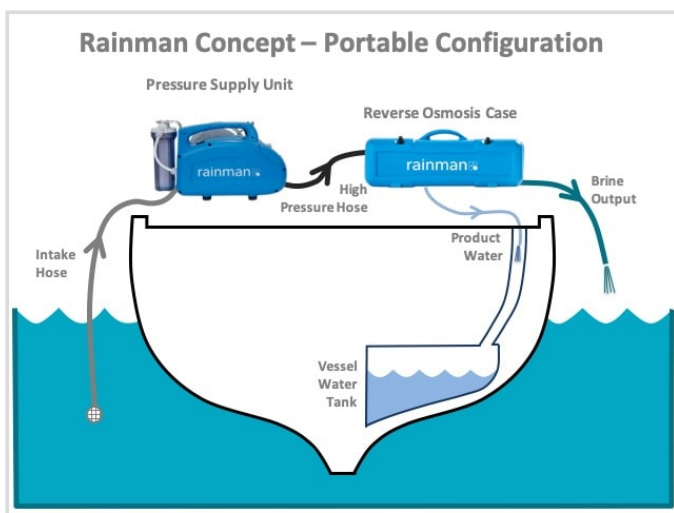 Rainman Concept – Portable Configuration
Pressure Supply Unit
Reverse Osmosis Case
rainman
rainman
High
Pressure Hose
Brine
Output
Intake
Hose
Product
Water
Vessel
Water
Tank